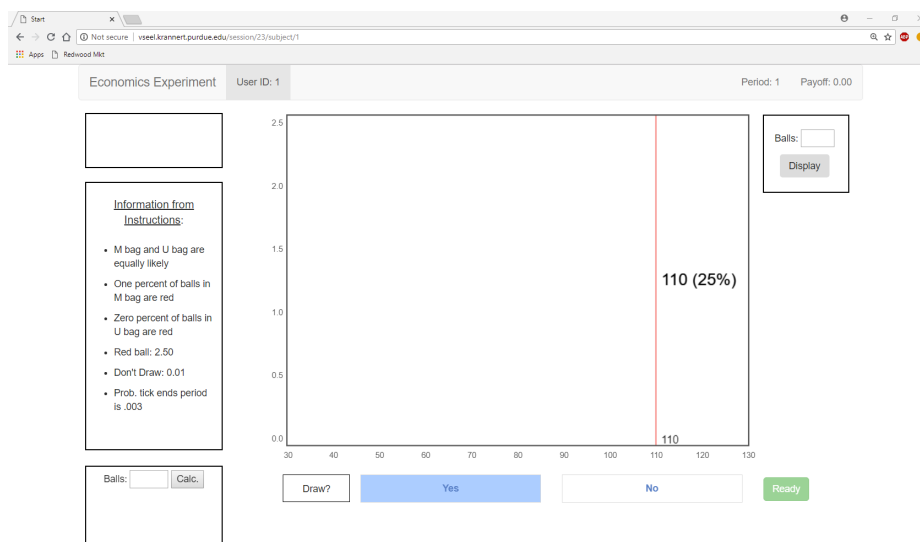 Start
Not secure | vseel.krannert.purdue.edu/session/23/subject/1
Apps Redwood Mkt
Economics Experiment User ID: 1 Period: 1 Payoff: 0.00
Information from
Instructions:
• M bag and U bag are
equally likely
• One percent of balls in
M bag are red
• Zero percent of balls in
U bag are red
• Red ball: 2.50
• Don't Draw: 0.01
• Prob. tick ends period
is .003
Balls: Calc.
2.5
2.0
1.5
1.0
0.5
0.0
110 (25%)
110
30 40 50 60 70 80 90 100 110 120 130
Draw? Yes No Ready
Balls:
Display